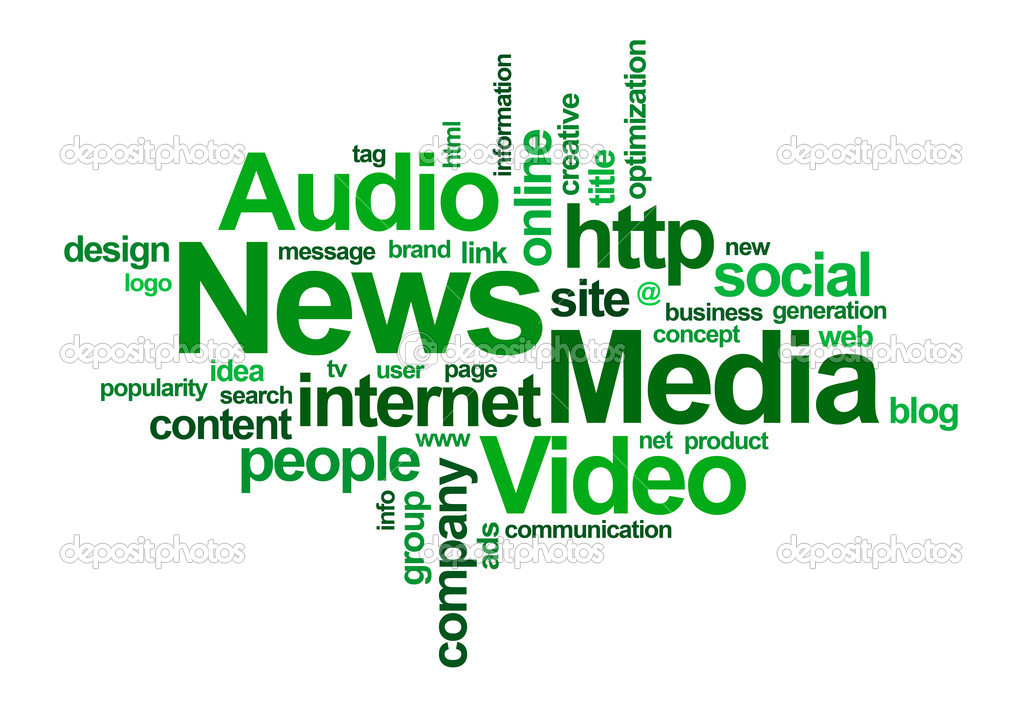 optimization
information
creative
html
online
title
depositphotos
depositphotos
depositphotos
tag
Audio
http
design
message
brand
link
new
logo
News
social
site
@
business
generation
concept
web
depositphotos
© depositphotos
depositphotos
idea
tv
user
page
Media
popularity
search
internet
content
blog
www
net
product
people
Video
info
group
company
ads
communication
depositphotos
depositphotos
depositphotos